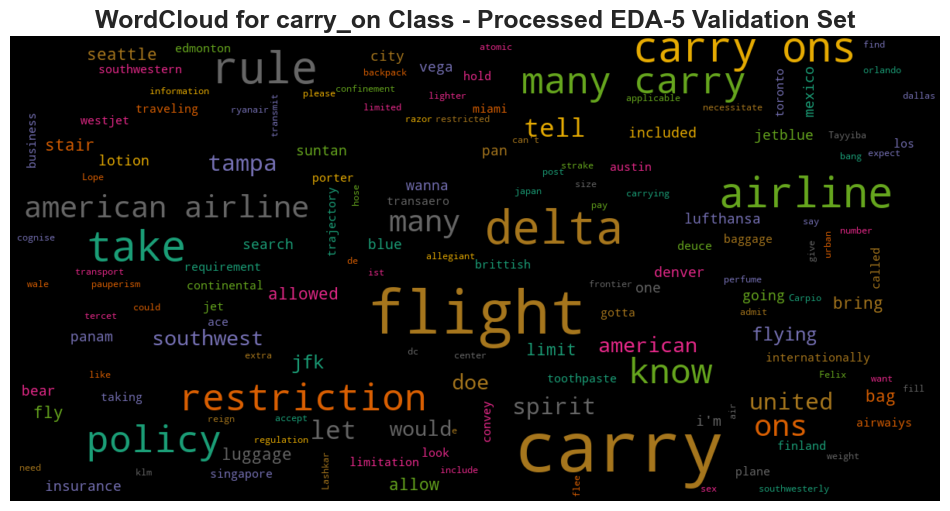 WordCloud for carry_on Class - Processed EDA-5 Validation Set
seattle
edmonton
rule
city
carry ons
atomic
find
southwestern
backpack
vega
hold
many carry
toronto
mexico
orlando
information
please
confinement
lighter
applicable
dallas
traveling
ryanair
transmit
limited
miami
necessitate
westjet
razor
restricted
tell
included
jetblue
Tayyiba
business
stair
can't
los
lotion
tampa
suntan
pan
strake
austin
bang
expect
porter
post
size
airline
Lope
hose
wanna
japan
carrying
transaero
pay
american airline
trajectory
many
delta
lufthansa
say
number
cognise
take
search
blue
deuce
baggage
give
urban
called
de
allegiant
requirement
brittish
transport
ist
denver
perfume
wale
pauperism
continental
allowed
flight
frontier
one
going
Carpio
bring
tercet
could
jet
gotta
admit
panam
ace
southwest
flying
dc
center
limit
american
internationally
extra
jfk
know
bear
like
restriction
doe
toothpaste
Felix
want
fly
taking
reign
accept
convey
spirit
united
bag
fill
air
policy
let
would
e
i'm
ons
airwaiys
regulation
carry
finland
luggage
look
weight
need
klm
singapore
Lashkar
limitation
include
plane
insurance
allow
flee
sex
southwesterly